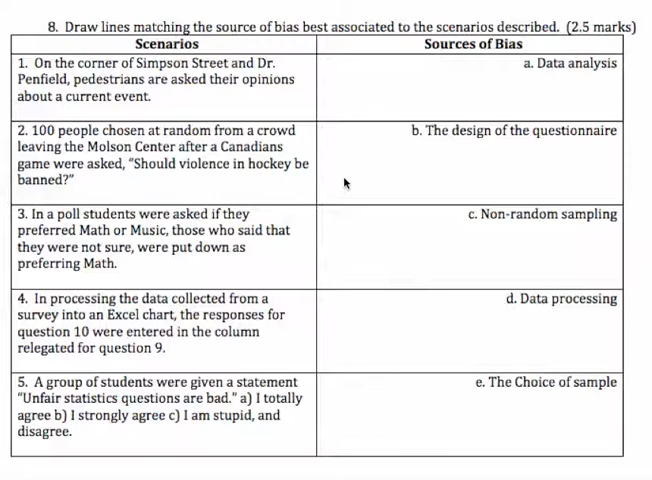 8. Draw lines matching the source of bias best associated to the scenarios described. (2.5 marks)
Scenarios
Sources of Bias
1. On the corner of Simpson Street and Dr.
Penfield, pedestrians are asked their opinions
about a current event.
a. Data analysis
2. 100 people chosen at random from a crowd
leaving the Molson Center after a Canadians
game were asked, "Should violence in hockey be
banned?"
b. The design of the questionnaire
3. In a poll students were asked if they
preferred Math or Music, those who said that
they were not sure, were put down as
preferring Math.
c. Non-random sampling
4. In processing the data collected from a
survey into an Excel chart, the responses for
question 10 were entered in the column
relegated for question 9.
d. Data processing
5. A group of students were given a statement
"Unfair statistics questions are bad." a) I totally
agree b) I strongly agree c) I am stupid, and
disagree.
e. The Choice of sample